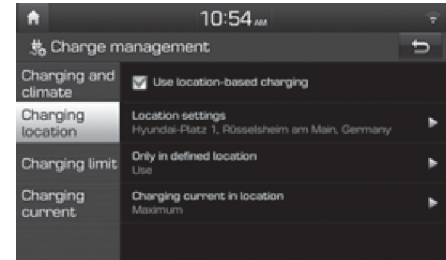 10:54 AM
Charge management
Charging and
climate
Use location-based charging
Charging
location
Location settings
Hyundai-Platz 1, Rüsselsheim am Main, Germany
Charging limit
Only in defined location
Use
Charging
current
Charging current in location
Maximum